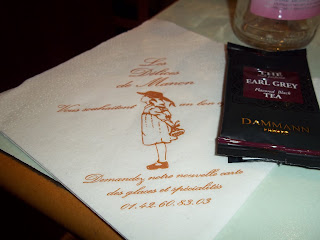 Les
Délices
de Manon
Vous souhaitent un bon
Demandez notre nouvelle carte
des glaces et spécialités
01.42.60.83.03
THÉ
EARL GREY
Flavoured Black
TEA
DAMMANN